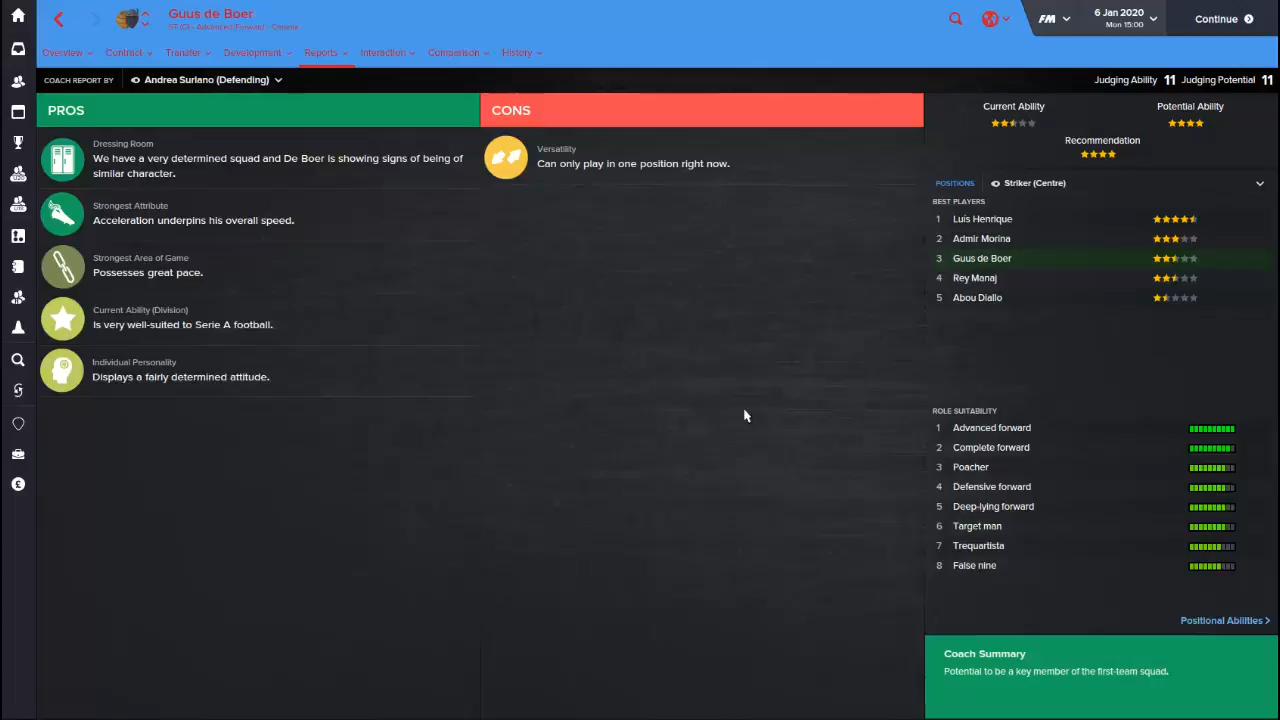 Guus de Boer
ST (C) - Advanced Forward - Cesena
FM
6 Jan 2020
Mon 15:00
Continue
Overview
Contract
Transfer
Development
Reports
Interaction
Comparison
History
COACH REPORT BY
Andrea Suriano (Defending)
Judging Ability 11
Judging Potential 11
PROS
CONS
Dressing Room
We have a very determined squad and De Boer is showing signs of being of
similar character.
Strongest Attribute
Acceleration underpins his overall speed.
Strongest Area of Game
Possesses great pace.
Current Ability (Division)
Is very well-suited to Serie A football.
Individual Personality
Displays a fairly determined attitude.
Versatility
Can only play in one position right now.
Current Ability
Potential Ability
Recommendation
POSITIONS
Striker (Centre)
BEST PLAYERS
1 Luís Henrique
2 Admir Morina
3 Guus de Boer
4 Rey Manaj
5 Abou Diallo
ROLE SUITABILITY
1 Advanced forward
2 Complete forward
3 Poacher
4 Defensive forward
5 Deep-lying forward
6 Target man
7 Trequartista
8 False nine
Positional Abilities
Coach Summary
Potential to be a key member of the first-team squad.